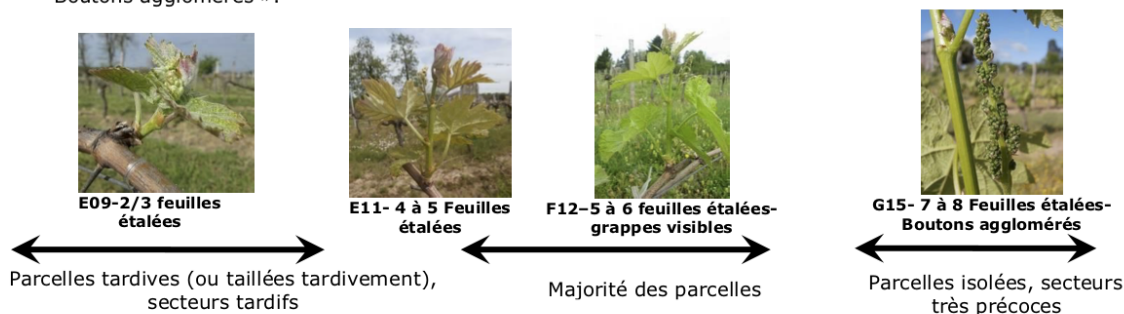 Boutons agglomérés ».
E09-2/3 feuilles
étalées
E11- 4 à 5 Feuilles
étalées
F12–5 à 6 feuilles étalées-
grappes visibles
G15- 7 à 8 Feuilles étalées-
Boutons agglomérés
Parcelles tardives (ou taillées tardivement),
secteurs tardifs
Majorité des parcelles
Parcelles isolées, secteurs
très précoces